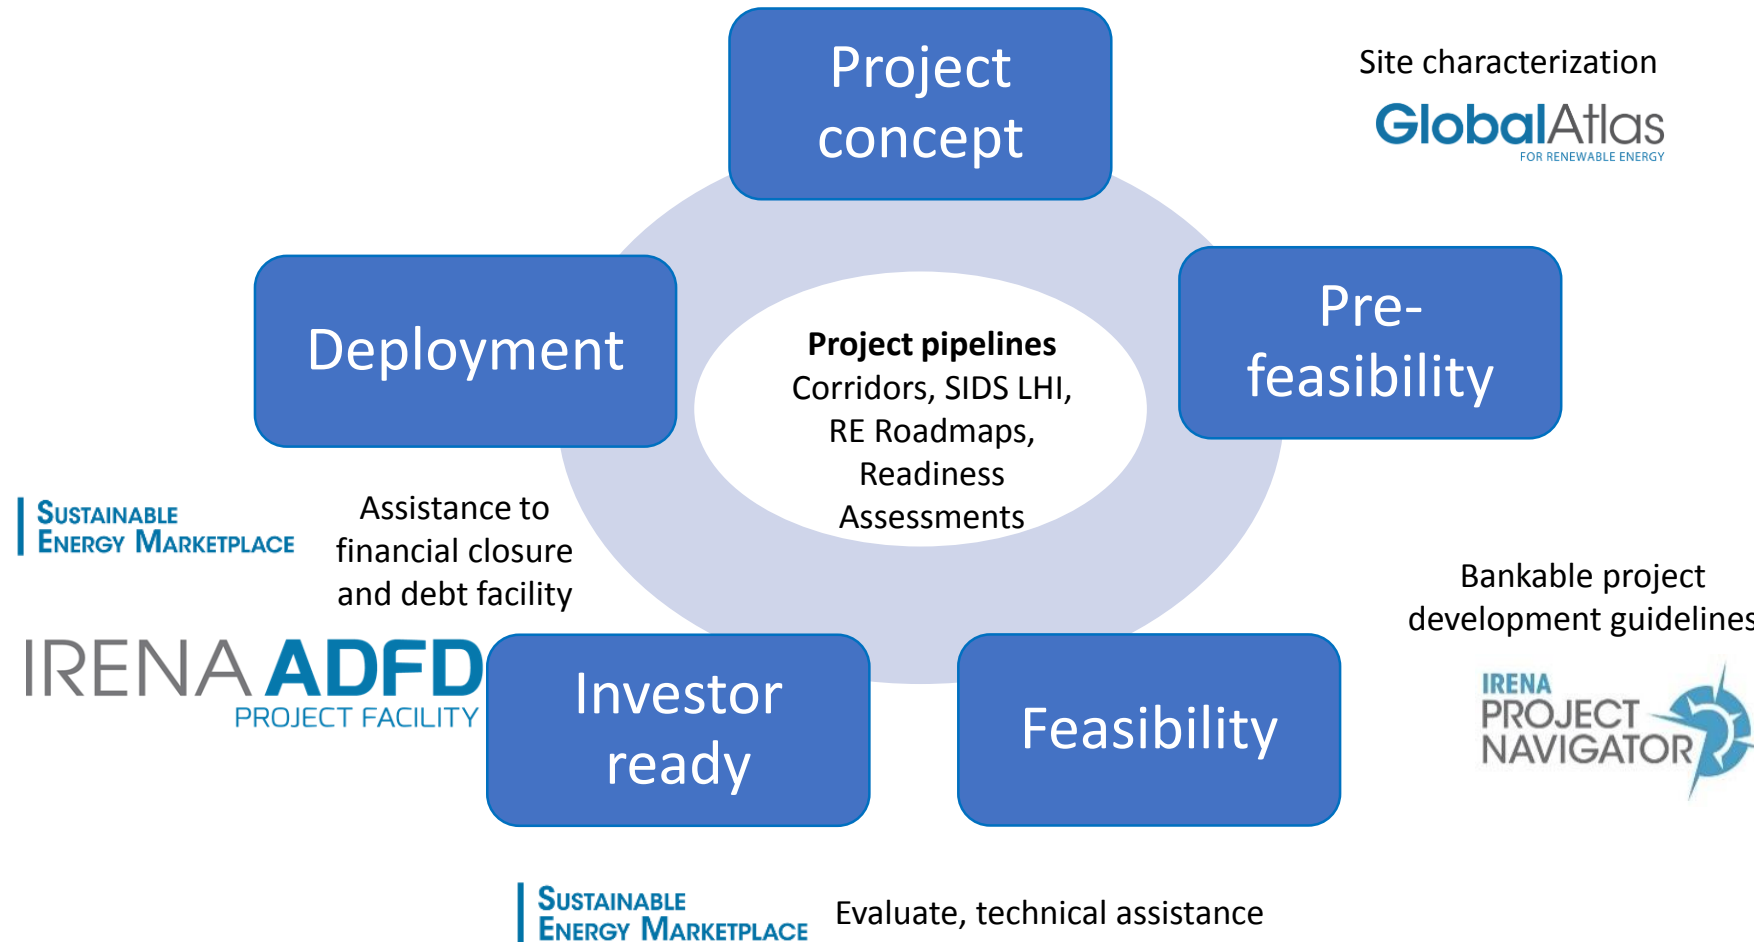 Project
concept
Site characterization
GlobalAtlas
FOR RENEWABLE ENERGY
Pre-
feasibility
Deployment
Project pipelines
Corridors, SIDS LHI,
RE Roadmaps,
Readiness
Assessments
SUSTAINABLE
ENERGY MARKETPLACE
Assistance to
financial closure
and debt facility
Bankable project
development guidelines
IRENA ADFD
PROJECT FACILITY
Investor
ready
Feasibility
IRENA
PROJECT
NAVIGATOR
SUSTAINABLE
ENERGY MARKETPLACE
Evaluate, technical assistance